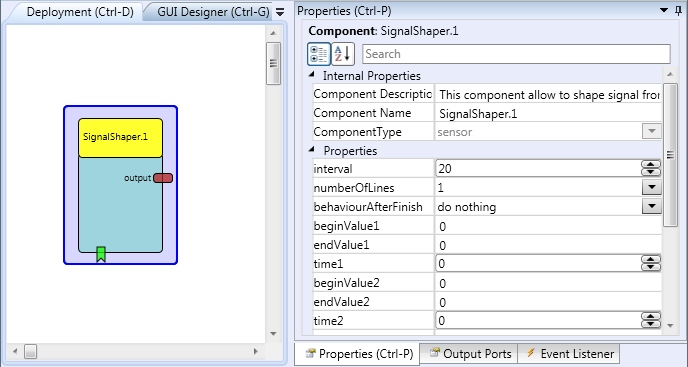 Deployment (Ctrl-D)
GUI Designer (Ctrl-G)
SignalShaper.1
output
Properties (Ctrl-P)
Component: SignalShaper.1
Search
Internal Properties
Component Descriptio This component allow to shape signal fron
Component Name SignalShaper.1
ComponentType sensor
Properties
interval 20
numberOfLines 1
behaviourAfterFinish do nothing
beginValue1 0
endValue1 0
time1 0
beginValue2 0
endValue2 0
time2 0
Properties (Ctrl-P)
Output Ports
Event Listener